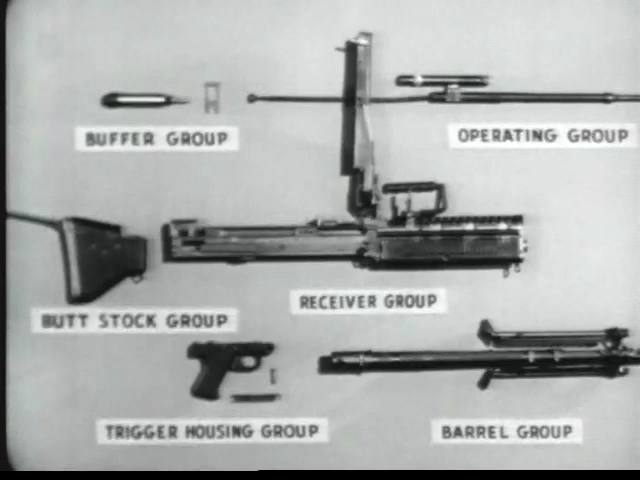 BUFFER GROUP
OPERATING GROUP
RECEIVER GROUP
BUTT STOCK GROUP
TRIGGER HOUSING GROUP
BARREL GROUP